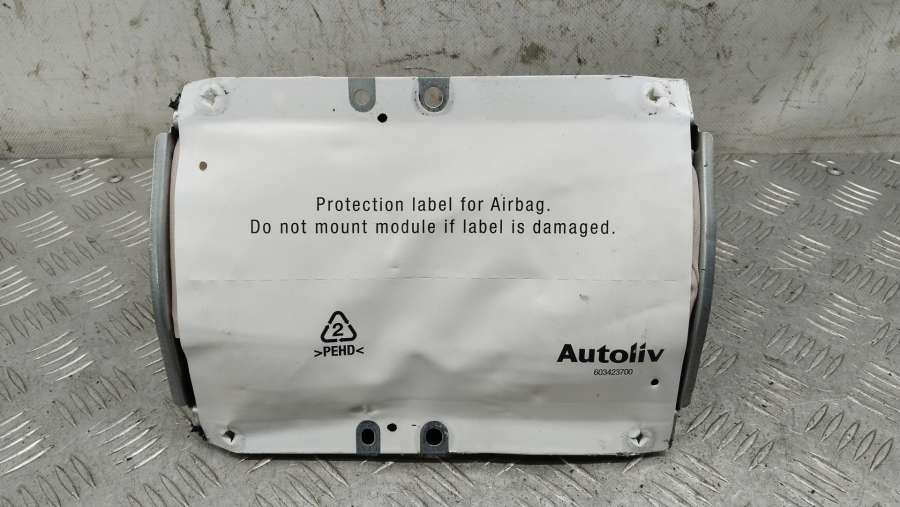 Protection label for Airbag.
Do not mount module if label is damaged.
2
>PEHD<
Autoliv
603423700